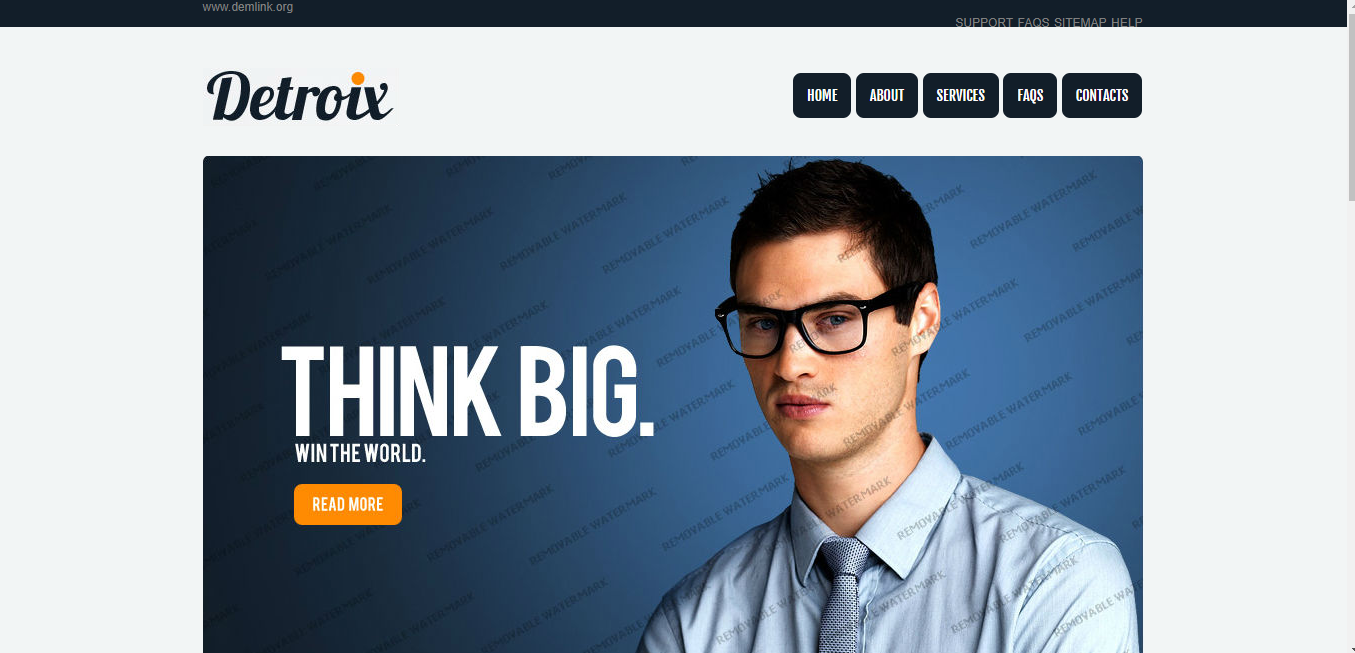 www.demlink.org
SUPPORT FAQS SITEMAP HELP
Detroix
HOME ABOUT SERVICES FAQS CONTACTS
THINK BIG.
WIN THE WORLD.
READ MORE
REMOVABLE WATERMARK